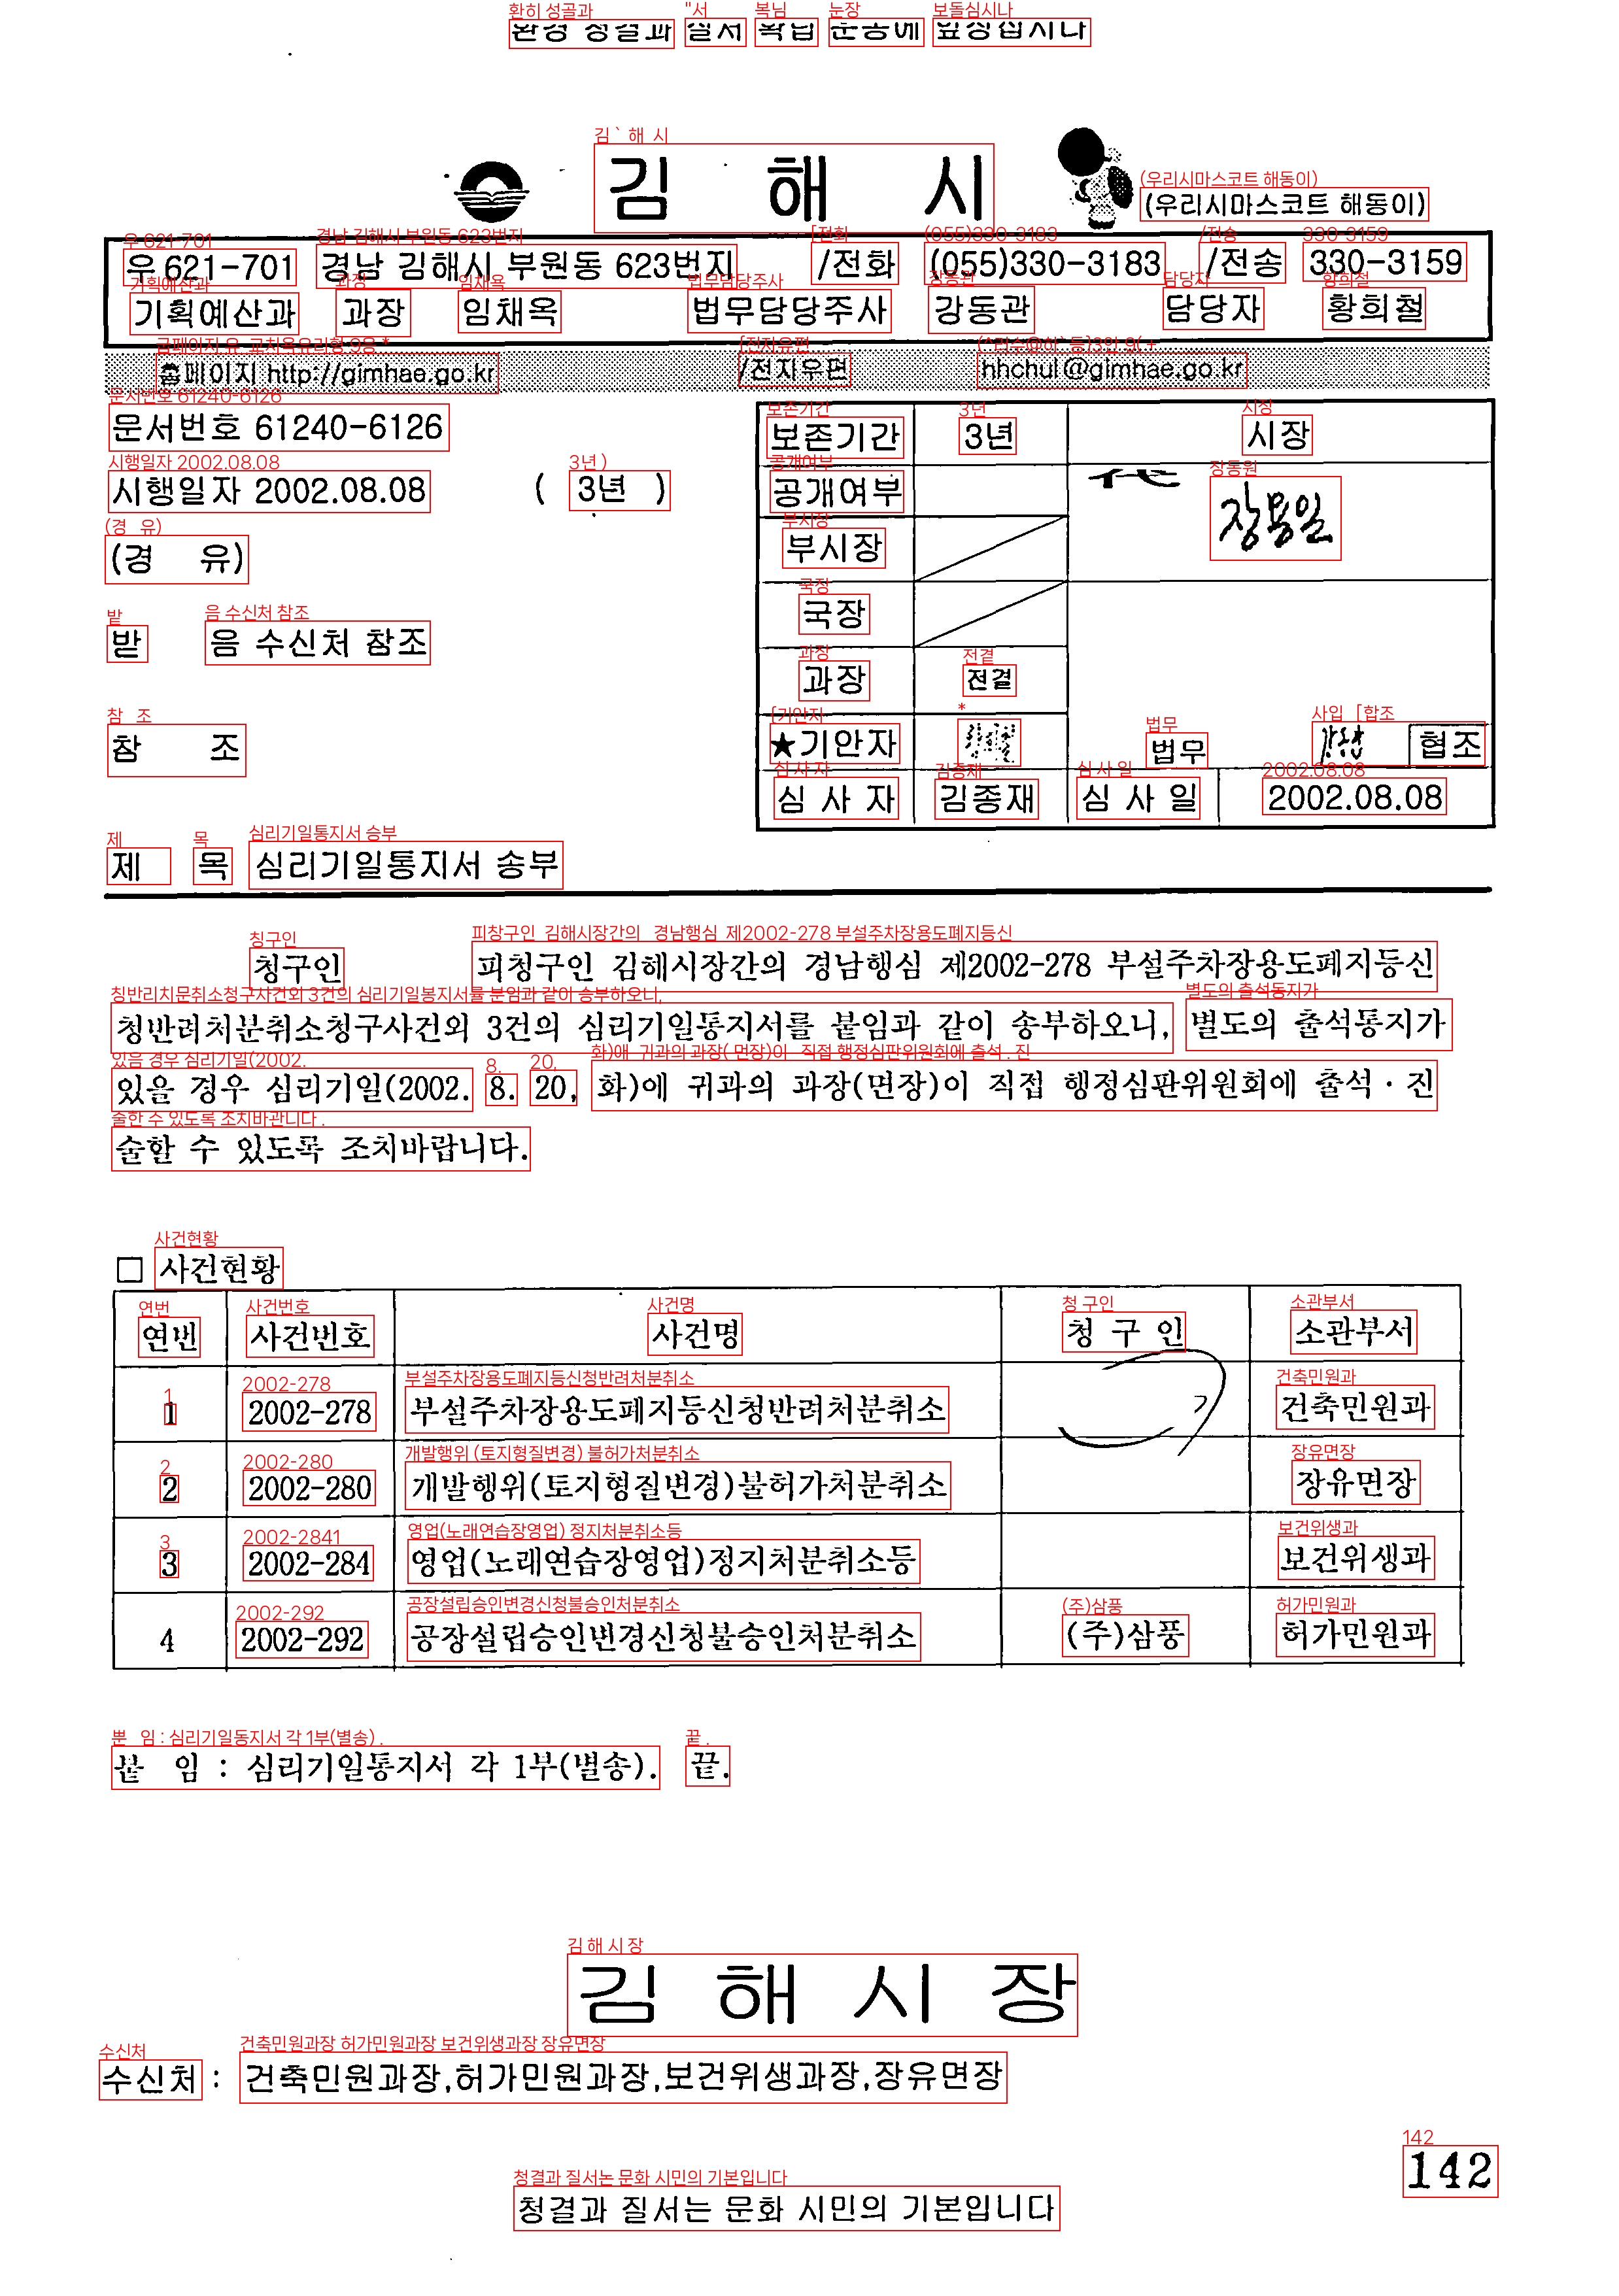 김 해 시
(우리시마스코트 해동이)
우 621-701 경남 김해시 부원동 623번지 /전화 (055)330-3183 /전송 330-3159
기획예산과 과장 임채옥 법무담당주사 강동관 담당자 황희철
홈페이지 http://gimhae.go.kr /전자우편 hhchul@gimhae.go.kr
문서번호 61240-6126
시행일자 2002.08.08 ( 3년 )
(경 유)
받 음 수신처 참조
참 조
보존기간 3년 시장
공개여부 代
부시장
국장
과장 전결
★기안자 법무 협조
심 사 자 김종재 심 사 일 2002.08.08
제 목 심리기일통지서 송부
청구인 피청구인 김해시장간의 경남행심 제2002-278 부설주차장용도폐지등신
청반려처분취소청구사건외 3건의 심리기일통지서를 붙임과 같이 송부하오니, 별도의 출석통지가
있을 경우 심리기일(2002. 8. 20, 화)에 귀과의 과장(면장)이 직접 행정심판위원회에 출석·진
술할 수 있도록 조치바랍니다.
□ 사건현황
연번 사건번호 사건명 청 구 인 소관부서
1 2002-278 부설주차장용도폐지등신청반려처분취소 건축민원과
2 2002-280 개발행위(토지형질변경)불허가처분취소 장유면장
3 2002-284 영업(노래연습장영업)정지처분취소등 보건위생과
4 2002-292 공장설립승인변경신청불승인처분취소 (주)삼풍 허가민원과
붙 임 : 심리기일통지서 각 1부(별송). 끝.
김 해 시 장
수신처 : 건축민원과장,허가민원과장,보건위생과장,장유면장
142
청결과 질서는 문화 시민의 기본입니다